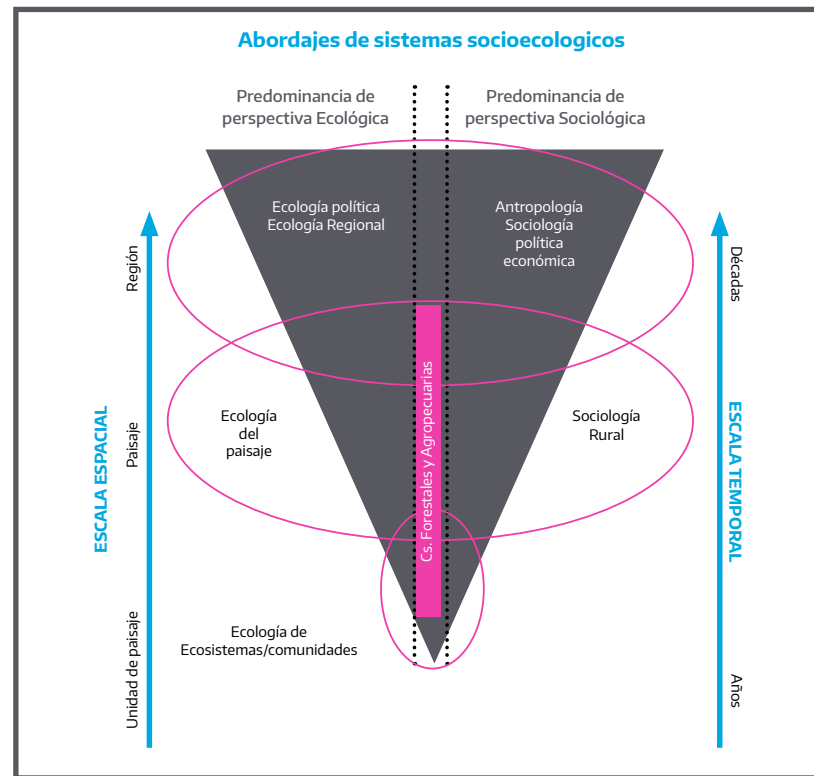 Abordajes de sistemas socioecologicos
Predominancia de
perspectiva Ecológica
Predominancia de
perspectiva Sociológica
Ecología política
Ecología Regional
Antropología
Sociología
política
económica
Región
Décadas
Ecología
del
paisaje
Cs. Forestales y Agropecuarias
Sociología
Rural
ESCALA ESPACIAL
Paisaje
ESCALA TEMPORAL
Ecología de
Ecosistemas/comunidades
Unidad de paisaje
Años